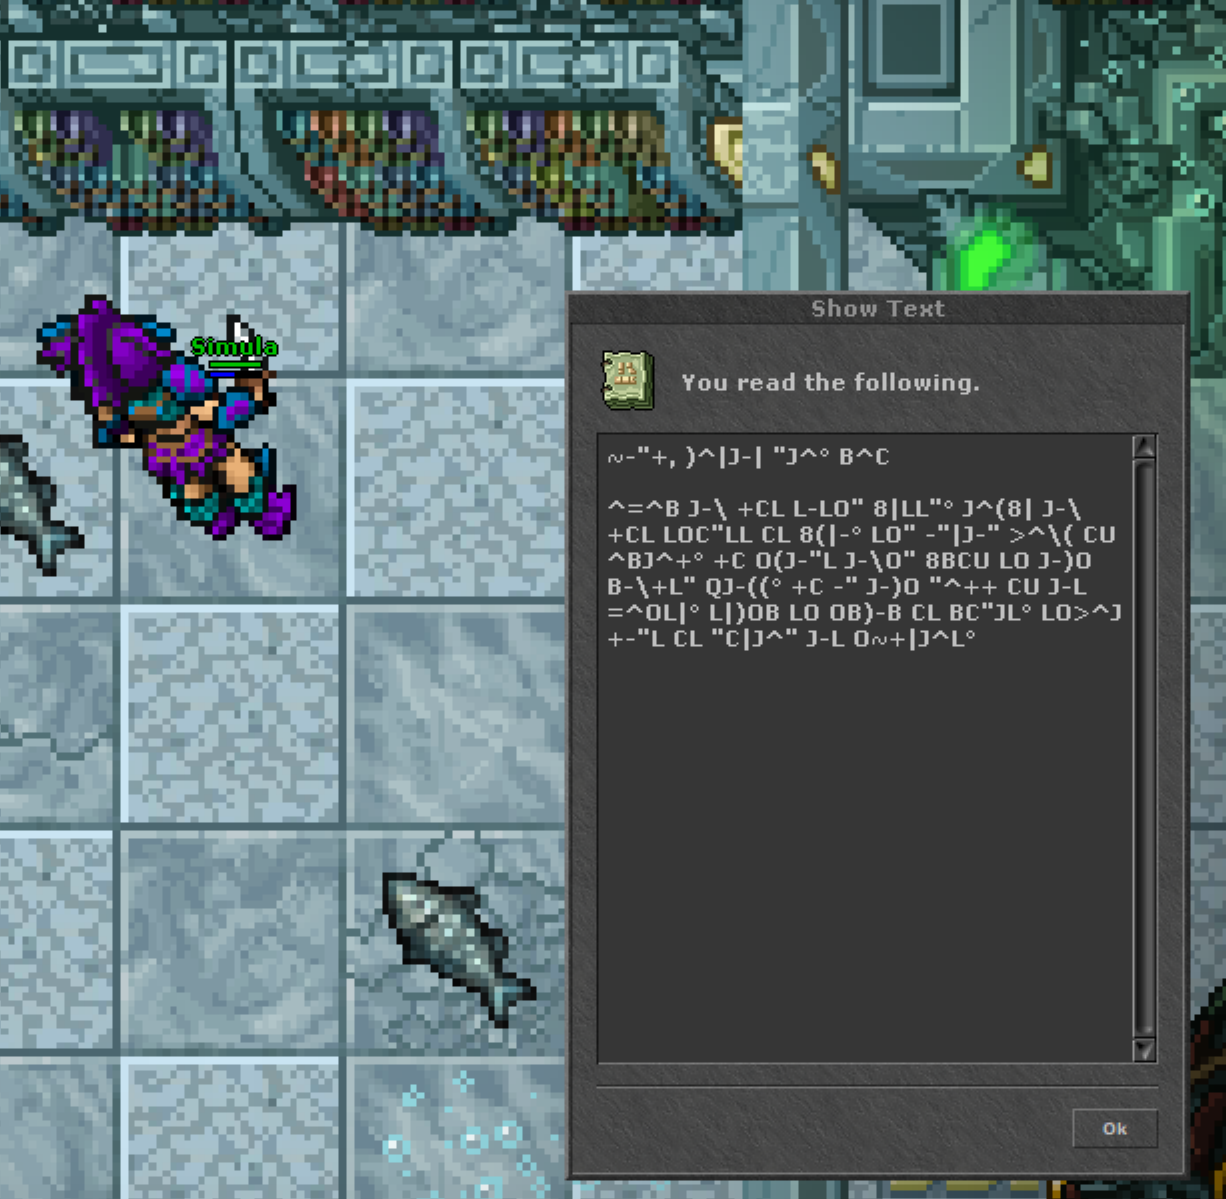 Simula
Show Text
You read the following.
~-"+, )^|J-| "J^° B^C
^=^B J-\ +CL L-LO" 8|LL"° J^(8| J-\
+CL LOC"LL CL 8(|-° LO" -"|J-" >^\( CU
^BJ^+° +C O(J-"L J-\O" 8BCU LO J-)O
B-\+L" QJ-((° +C -" J-)O "^++ CU J-L
=^OL|° L|)OB LO OB)-B CL BC"JL° LO>^J
+-"L CL "C|J^" J-L O~+|J^L°
Ok